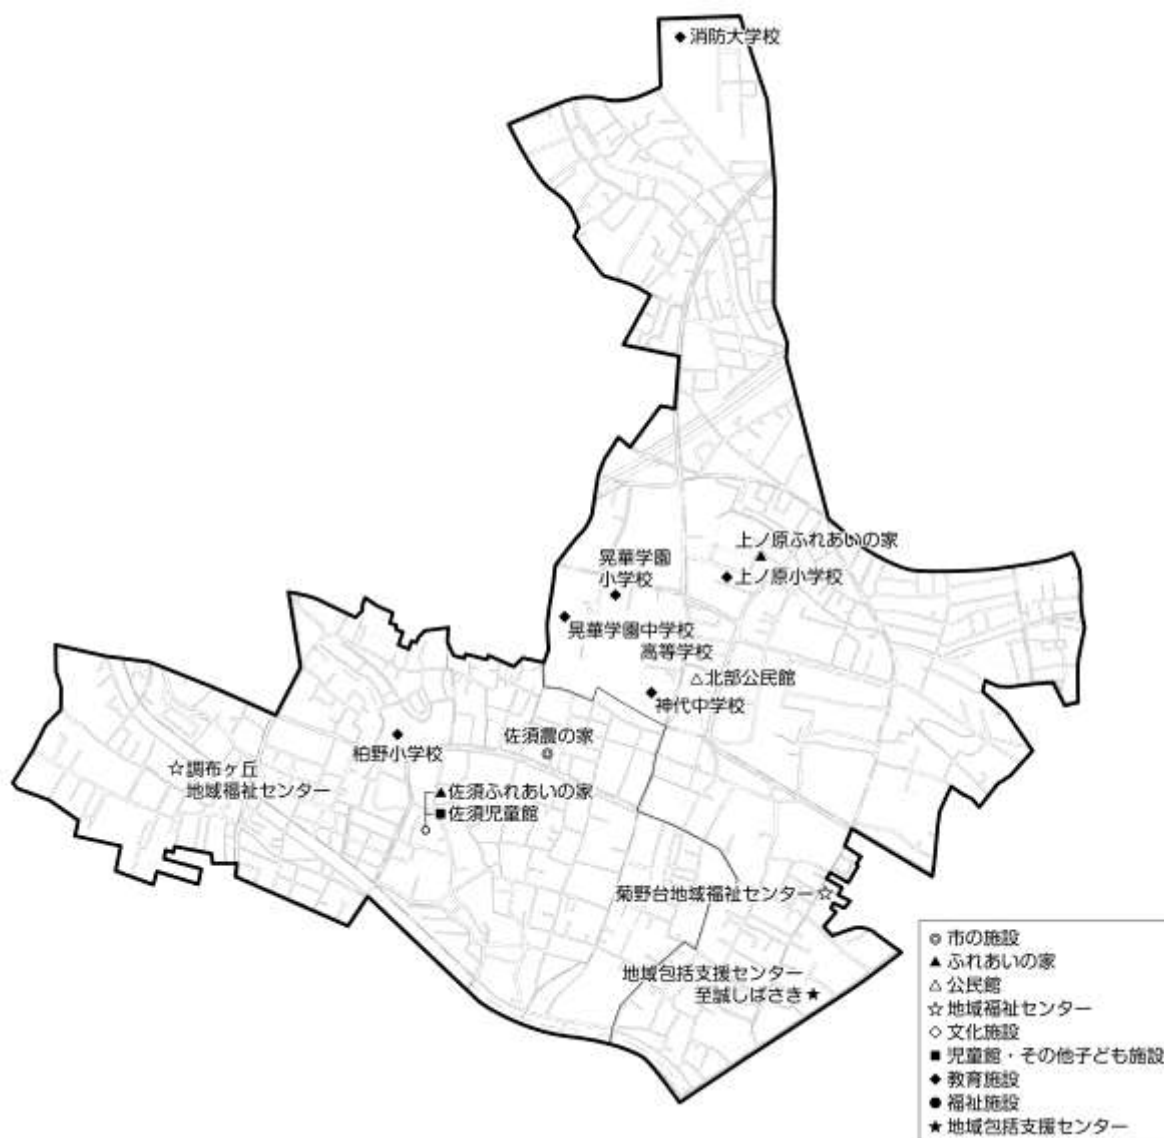 ◆消防大学校
上ノ原ふれあいの家
▲
◆上ノ原小学校
晃華学園
小学校
◆
◆
晃華学園中学校
高等学校
△北部公民館
◆
神代中学校
◆
柏野小学校
佐須農の家
◎
☆調布ヶ丘
地域福祉センター
▲佐須ふれあいの家
■佐須児童館
◇
菊野台地域福祉センター☆
地域包括支援センター
至誠しばさき★
◎ 市の施設
▲ ふれあいの家
△ 公民館
☆ 地域福祉センター
◇ 文化施設
■ 児童館・その他子ども施設
◆ 教育施設
● 福祉施設
★ 地域包括支援センター